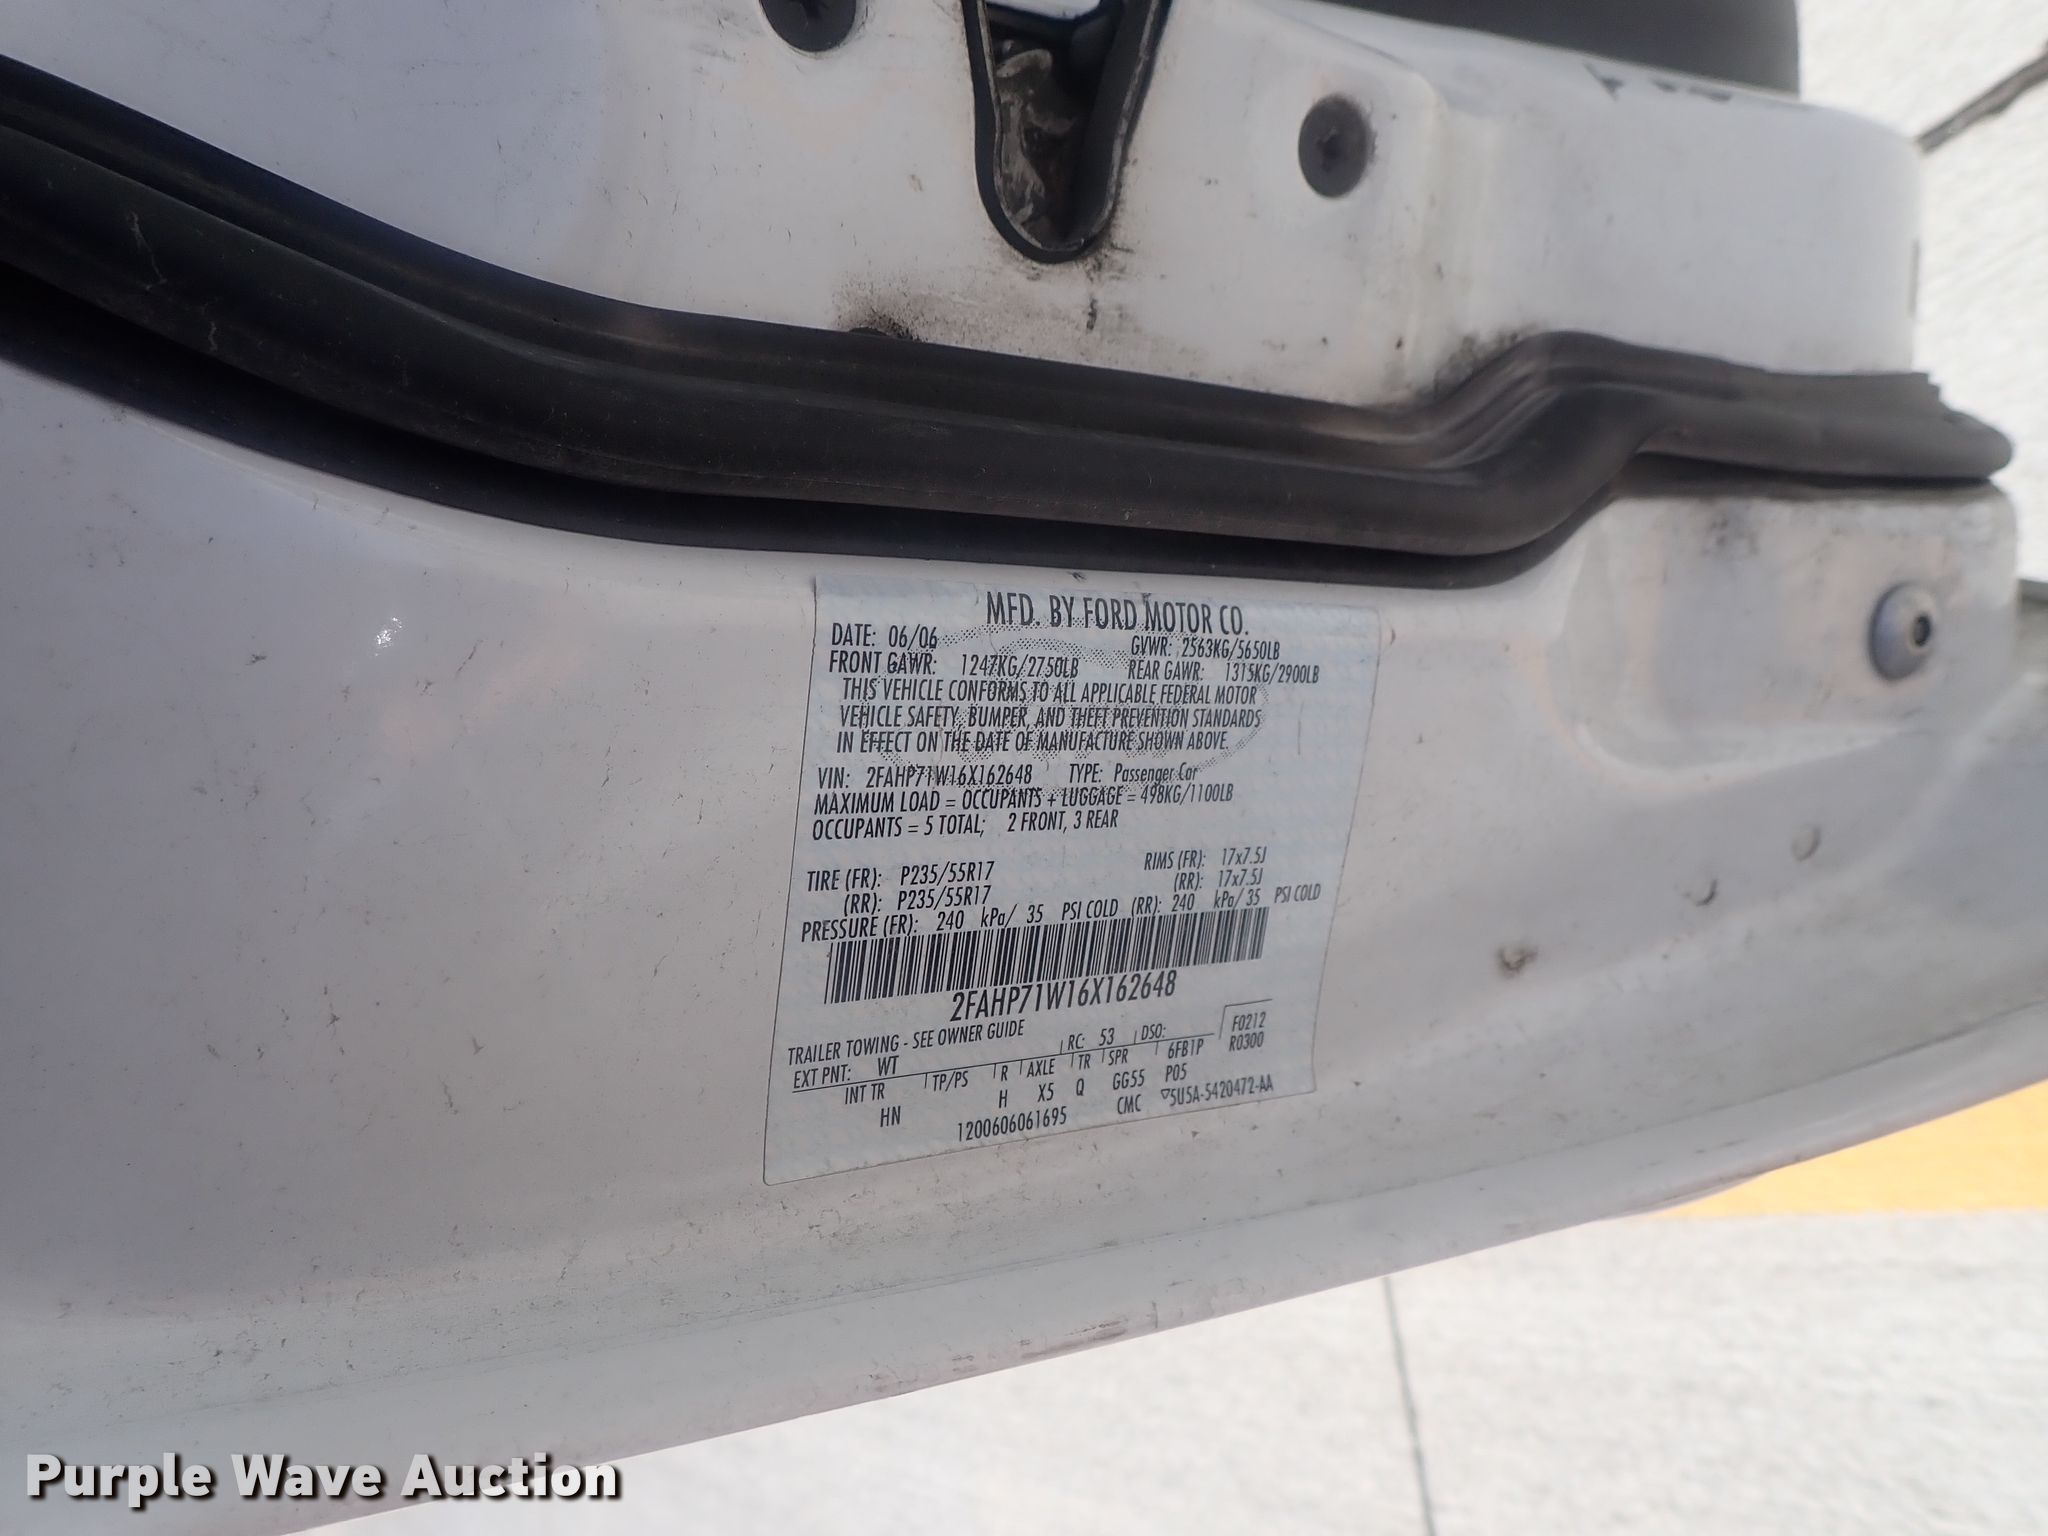 MFD. BY FORD MOTOR CO.
DATE: 06/06 GVWR: 2563KG/5650LB
FRONT GAWR: 1247KG/2750LB REAR GAWR: 1315KG/2900LB
THIS VEHICLE CONFORMS TO ALL APPLICABLE FEDERAL MOTOR
VEHICLE SAFETY, BUMPER, AND THEFT PREVENTION STANDARDS
IN EFFECT ON THE DATE OF MANUFACTURE SHOWN ABOVE.
VIN: 2FAHP71W16X162648 TYPE: Passenger Car
MAXIMUM LOAD = OCCUPANTS + LUGGAGE = 498KG/1100LB
OCCUPANTS = 5 TOTAL; 2 FRONT, 3 REAR
TIRE (FR): P235/55R17 RIMS (FR): 17x7.5J
(RR): P235/55R17 (RR): 17x7.5J
PRESSURE (FR): 240 kPa/ 35 PSI COLD (RR): 240 kPa/ 35 PSI COLD
2FAHP71W16X162648
TRAILER TOWING - SEE OWNER GUIDE
EXT PNT: WT RC: 53 DSO: F0212
INT TR TP/PS R AXLE TR SPR 6FB1P R0300
HN H X5 Q GG55 P05
1200606061695 CMC ▽5U5A-5420472-AA
Purple Wave Auction